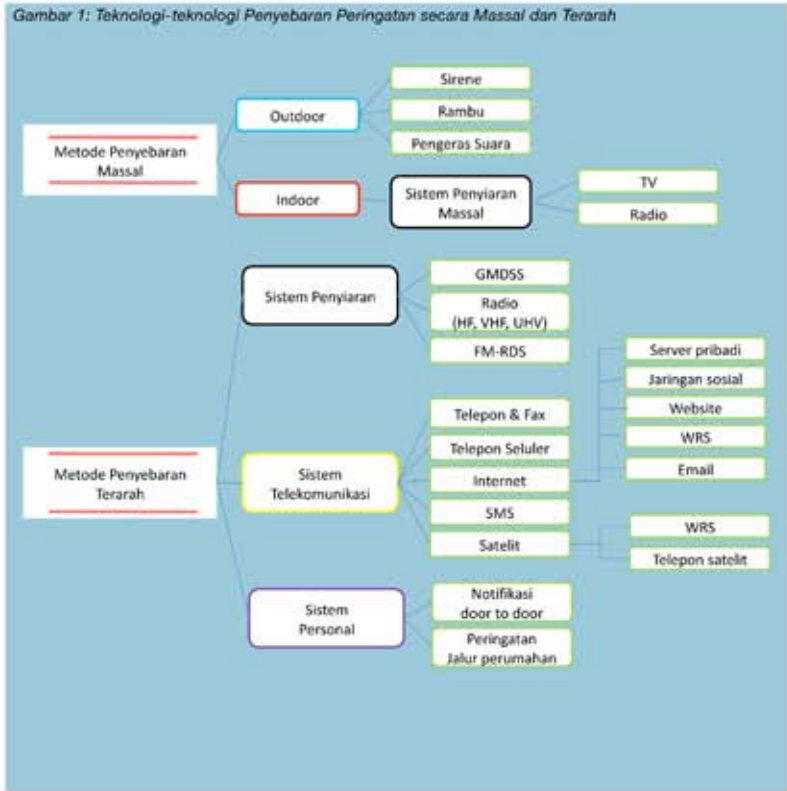 Gambar 1: Teknologi-teknologi Penyebaran Peringatan secara Massal dan Terarah
Metode Penyebaran
Massal
Outdoor
Sirene
Rambu
Pengeras Suara
Indoor
Sistem Penyiaran
Massal
TV
Radio
Metode Penyebaran
Terarah
Sistem Penyiaran
GMDSS
Radio
(HF, VHF, UHV)
FM-RDS
Sistem
Telekomunikasi
Telepon & Fax
Telepon Seluler
Internet
Server pribadi
Jaringan sosial
Website
WRS
Email
SMS
Satelit
WRS
Telepon satelit
Sistem
Personal
Notifikasi
door to door
Peringatan
Jalur perumahan